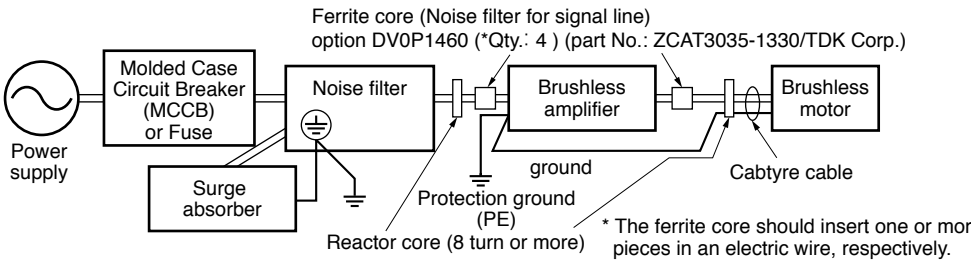 Ferrite core (Noise filter for signal line)
option DV0P1460 (*Qty.: 4 ) (part No.: ZCAT3035-1330/TDK Corp.)
Power
supply
Molded Case
Circuit Breaker
(MCCB)
or Fuse
Noise filter
Brushless
amplifier
Brushless
motor
Surge
absorber
ground
Cabtyre cable
Protection ground
(PE)
Reactor core (8 turn or more)
* The ferrite core should insert one or mor
pieces in an electric wire, respectively.